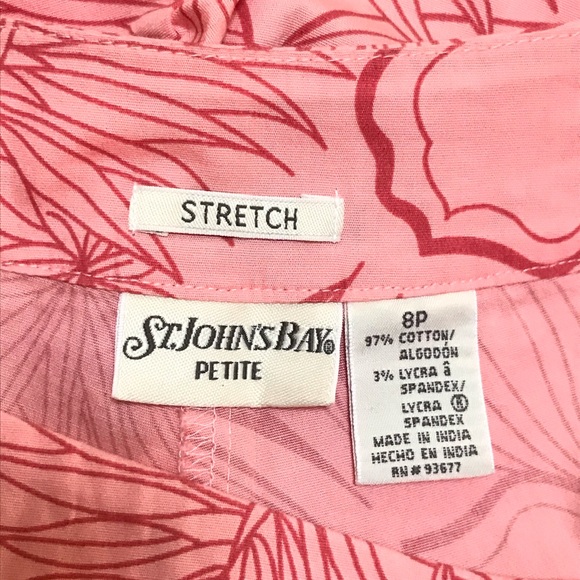 STRETCH
ST. JOHN'S BAY®
PETITE
8P
97% COTTON/
ALGODÓN
3% LYCRA â
SPANDEX/
LYCRA ®
SPANDEX
MADE IN INDIA
HECHO EN INDIA
RN# 93677